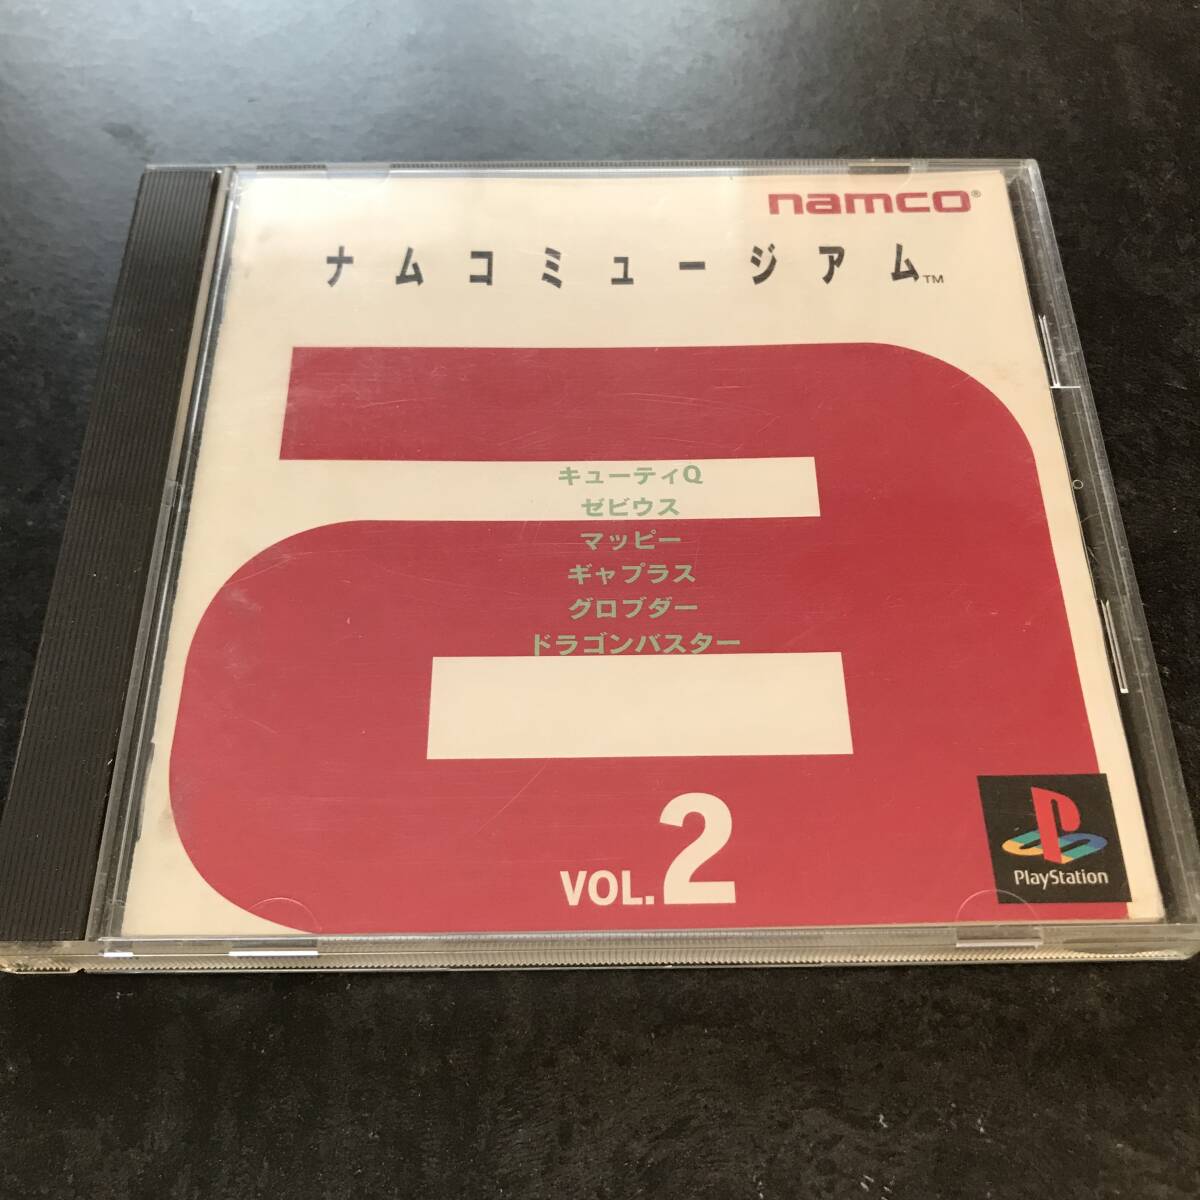 namco®
ナムコミュージアム™
キューティQ
ゼビウス
マッピー
ギャプラス
グロブダー
ドラゴンバスター
VOL.2
PlayStation